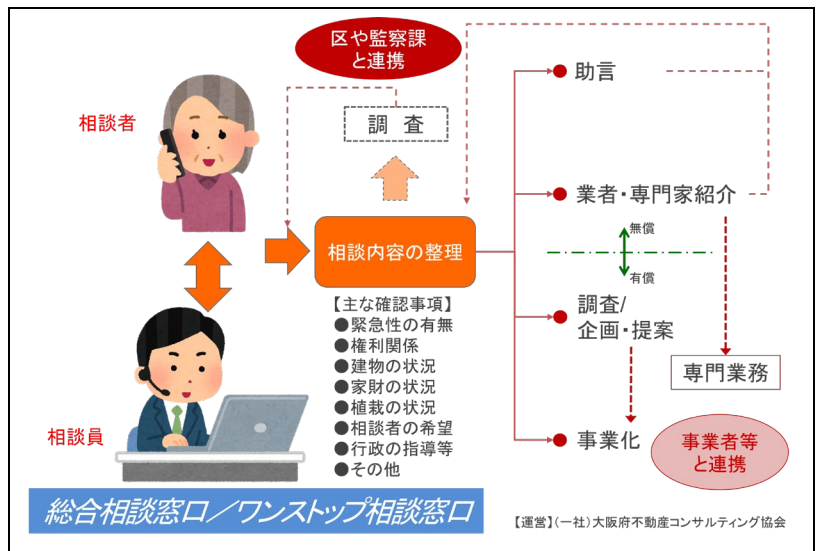 区や監察課
と連携
相談者
調 査
助言
業者・専門家紹介
相談内容の整理
無償
有償
【主な確認事項】
●緊急性の有無
●権利関係
●建物の状況
●家財の状況
●植栽の状況
●相談者の希望
●行政の指導等
●その他
調査/
企画・提案
専門業務
相談員
事業化
事業者等
と連携
総合相談窓口／ワンストップ相談窓口
【運営】(一社)大阪府不動産コンサルティング協会